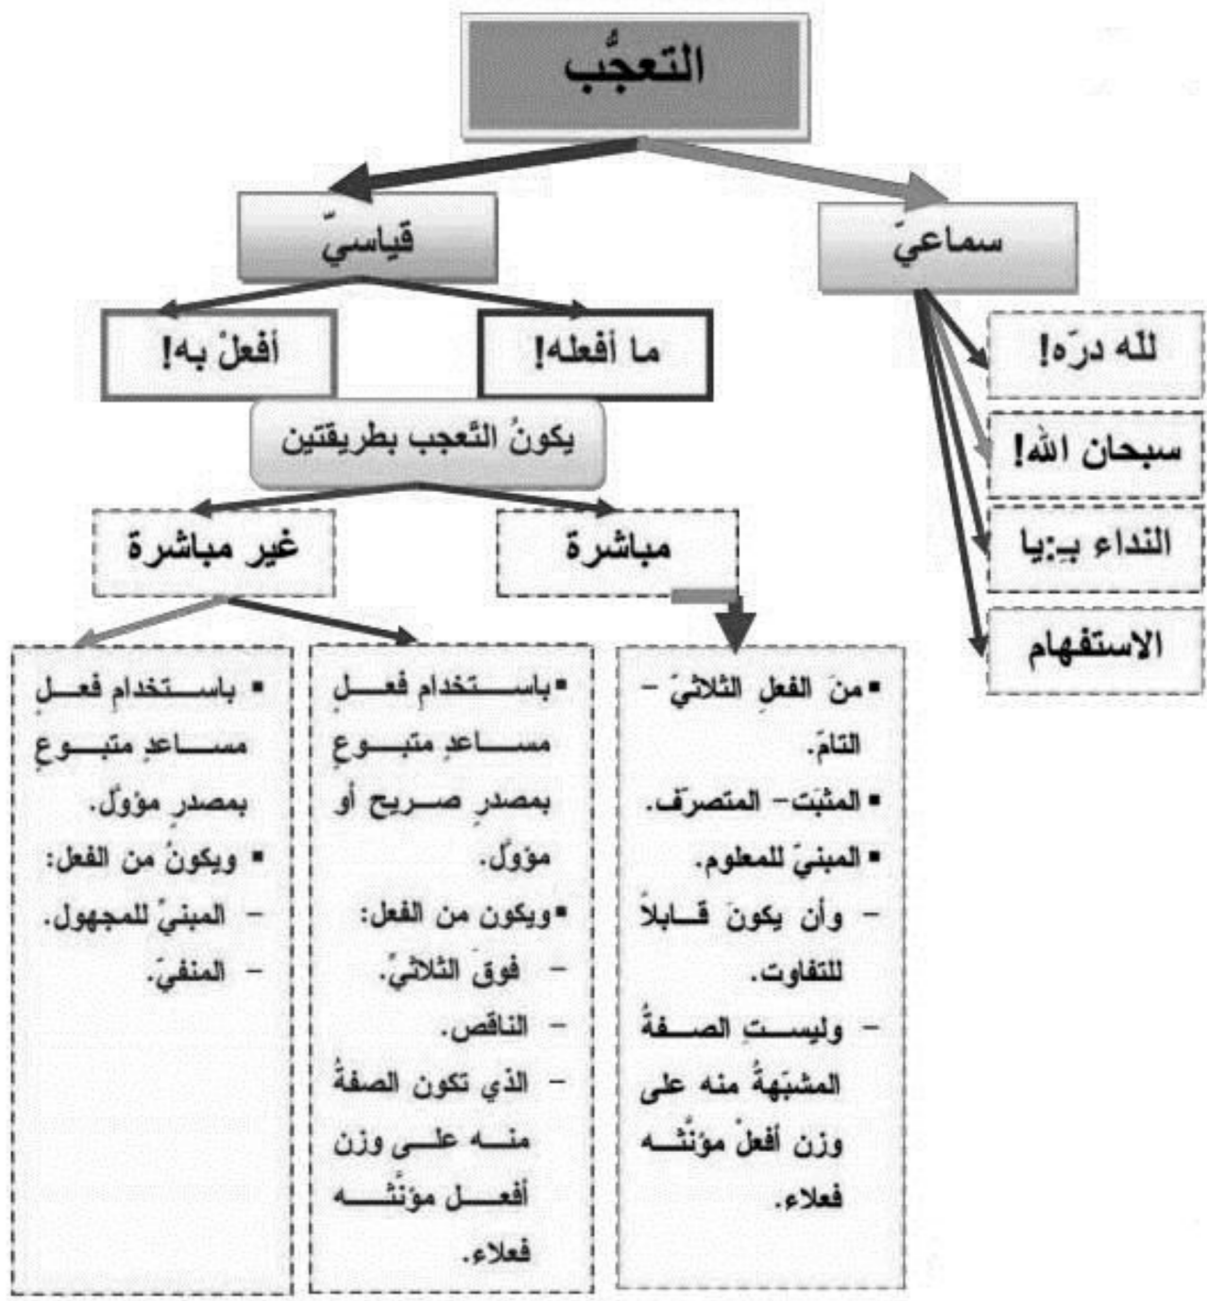 التعجُّب
سماعيّ
قياسيّ
لله درّه!
سبحان الله!
النداء بـِ:يا
الاستفهام
ما أفعله!
أفعلْ به!
يكونُ التّعجب بطريقتين
مباشرة
غير مباشرة
▪ منَ الفعلِ الثلاثيّ –
التامّ.
▪ المثبَت– المتصرّف.
▪ المبنيّ للمعلوم.
– وأن يكونَ قابلاً
للتفاوت.
– وليستِ الصفةُ
المشبّهةُ منه على
وزن أفعلْ مؤنَّثه
فعلاء.
▪ باستخدامِ فعلٍ
مساعدٍ متبوعٍ
بمصدرٍ صريح أو
مؤوَّل.
▪ ويكون من الفعل:
– فوقَ الثلاثيّ.
– الناقص.
– الذي تكون الصفةُ
منه على وزن
أفعل مؤنَّثه
فعلاء.
▪ باستخدامِ فعلٍ
مساعدٍ متبوعٍ
بمصدرٍ مؤوَّل.
▪ ويكونُ من الفعل:
– المبنيِّ للمجهول.
– المنفيّ.